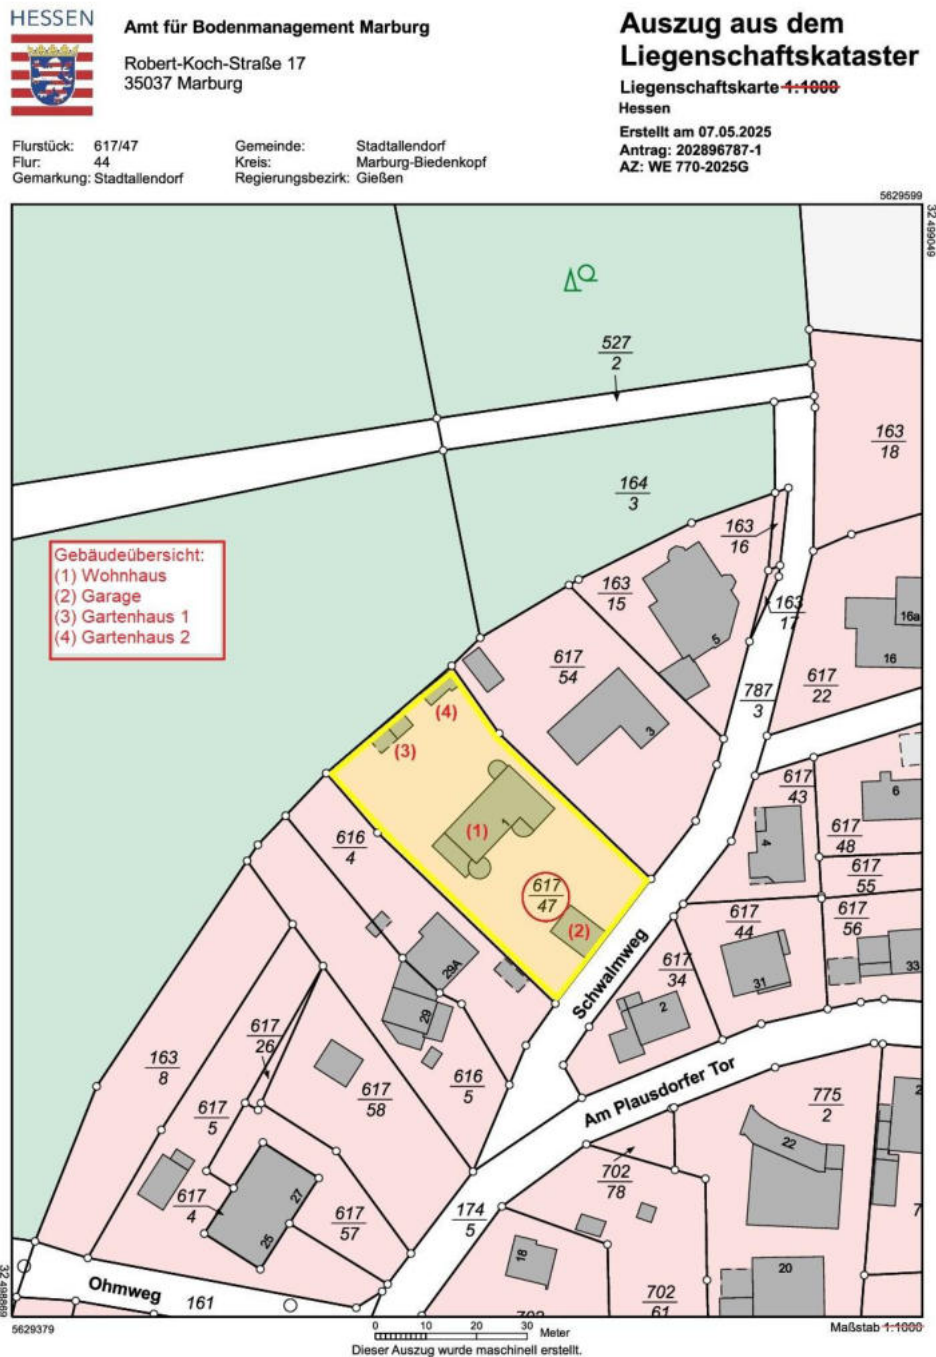 HESSEN
Amt für Bodenmanagement Marburg
Robert-Koch-Straße 17
35037 Marburg
Auszug aus dem
Liegenschaftskataster
Liegenschaftskarte 1:1000
Hessen
Erstellt am 07.05.2025
Antrag: 202896787-1
AZ: WE 770-2025G
Flurstück: 617/47
Flur: 44
Gemarkung: Stadtallendorf
Gemeinde: Stadtallendorf
Kreis: Marburg-Biedenkopf
Regierungsbezirk: Gießen
5629599
32 499049
527
2
163
18
164
3
163
16
Gebäudeübersicht:
(1) Wohnhaus
(2) Garage
(3) Gartenhaus 1
(4) Gartenhaus 2
163
15
163
17
5
16a
16
617
54
617
22
787
3
3
(4)
(3)
617
43
6
1
(1)
616
4
4
617
48
617
55
617
47
(2)
617
44
617
56
Schwalmweg
617
34
33
29A
31
29
2
617
26
163
8
617
58
616
5
Am Plausdorfer Tor
775
2
2
617
5
22
702
78
617
4
27
25
617
57
174
5
7
18
20
Ohmweg
161
702
61
702
32 498869
5629379
0 10 20 30 Meter
Maßstab 1:1000
Dieser Auszug wurde maschinell erstellt.